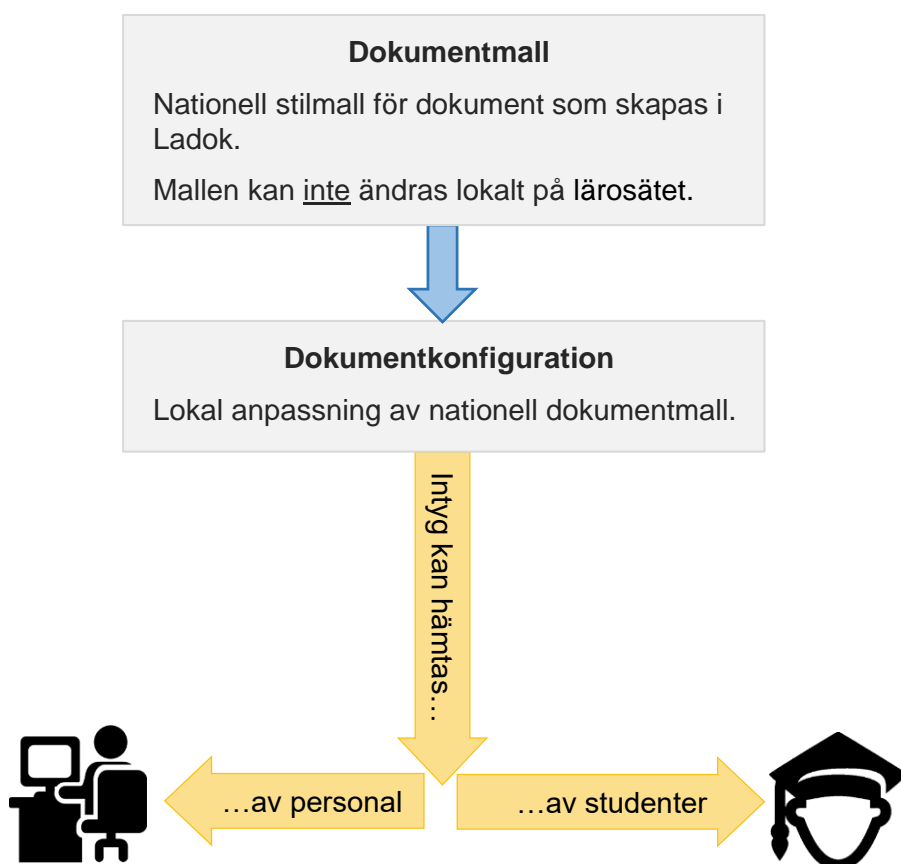 Dokumentmall
Nationell stilmall för dokument som skapas i
Ladok.
Mallen kan inte ändras lokalt på lärosätet.
Dokumentkonfiguration
Lokal anpassning av nationell dokumentmall.
Intyg kan hämtas…
…av personal
…av studenter